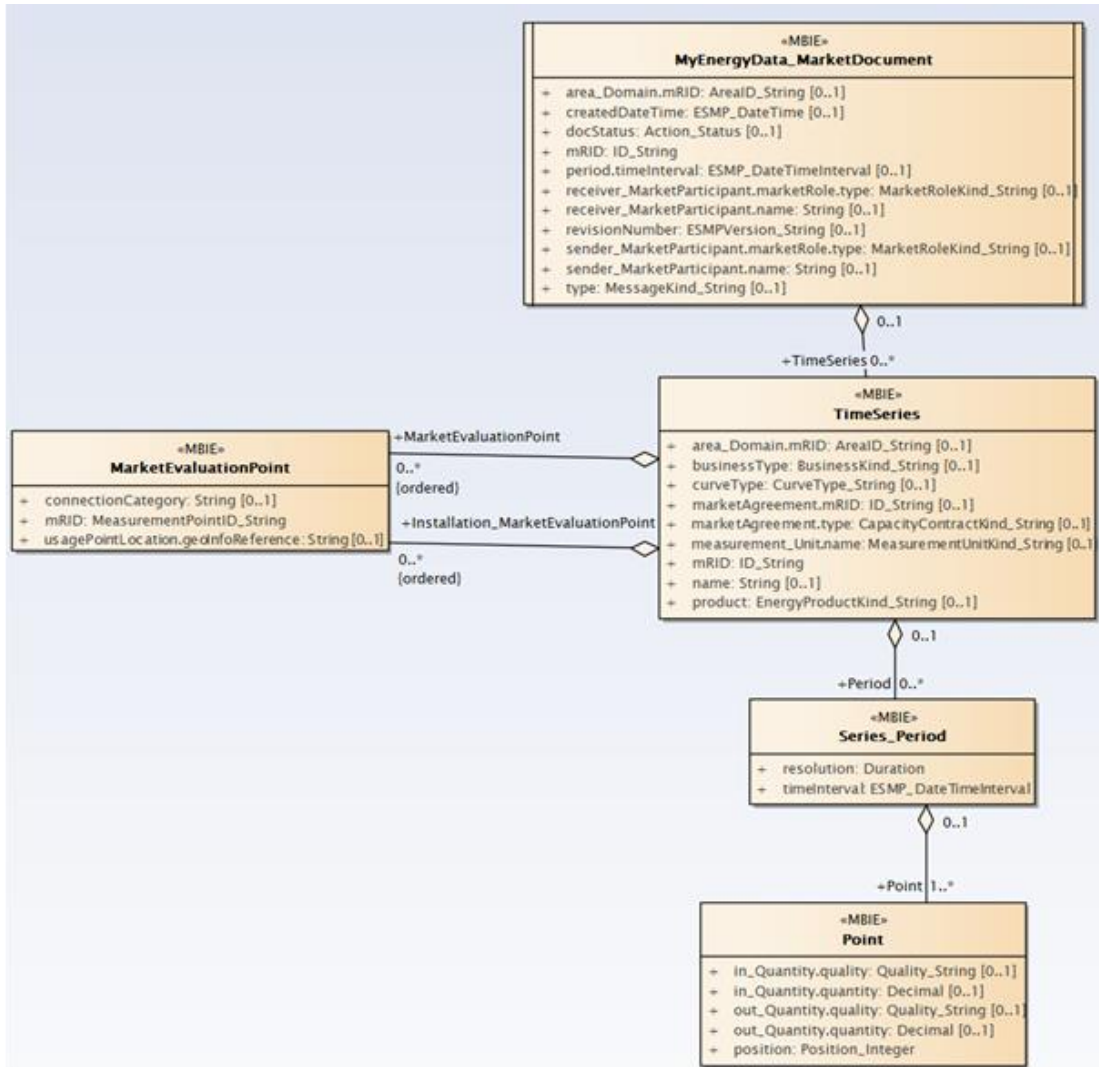 «MBIE»
MyEnergyData_MarketDocument
+ area_Domain.mRID: AreaID_String [0..1]
+ createdDateTime: ESMP_DateTime [0..1]
+ docStatus: Action_Status [0..1]
+ mRID: ID_String
+ period.timeInterval: ESMP_DateTimeInterval [0..1]
+ receiver_MarketParticipant.marketRole.type: MarketRoleKind_String [0..1]
+ receiver_MarketParticipant.name: String [0..1]
+ revisionNumber: ESMPVersion_String [0..1]
+ sender_MarketParticipant.marketRole.type: MarketRoleKind_String [0..1]
+ sender_MarketParticipant.name: String [0..1]
+ type: MessageKind_String [0..1]
0..1
+TimeSeries 0..*
«MBIE»
TimeSeries
+ area_Domain.mRID: AreaID_String [0..1]
+ businessType: BusinessKind_String [0..1]
+ curveType: CurveType_String [0..1]
+ marketAgreement.mRID: ID_String [0..1]
+ marketAgreement.type: CapacityContractKind_String [0..1]
+ measurement_Unit.name: MeasurementUnitKind_String [0..1]
+ mRID: ID_String
+ name: String [0..1]
+ product: EnergyProductKind_String [0..1]
+MarketEvaluationPoint
0..*
{ordered}
+Installation_MarketEvaluationPoint
0..*
{ordered}
«MBIE»
MarketEvaluationPoint
+ connectionCategory: String [0..1]
+ mRID: MeasurementPointID_String
+ usagePointLocation.geoInfoReference: String [0..1]
0..1
+Period 0..*
«MBIE»
Series_Period
+ resolution: Duration
+ timeInterval: ESMP_DateTimeInterval
0..1
+Point 1..*
«MBIE»
Point
+ in_Quantity.quality: Quality_String [0..1]
+ in_Quantity.quantity: Decimal [0..1]
+ out_Quantity.quality: Quality_String [0..1]
+ out_Quantity.quantity: Decimal [0..1]
+ position: Position_Integer